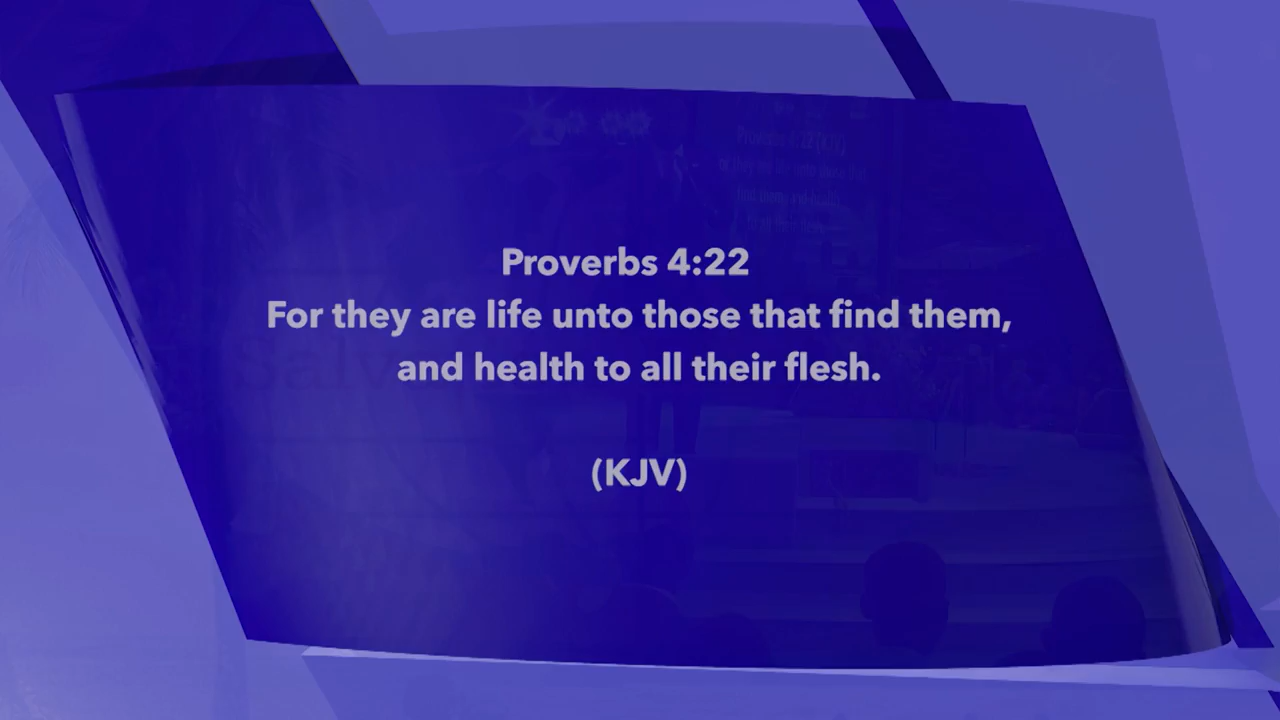 Proverbs 4:22
For they are life unto those that find them,
and health to all their flesh.
(KJV)